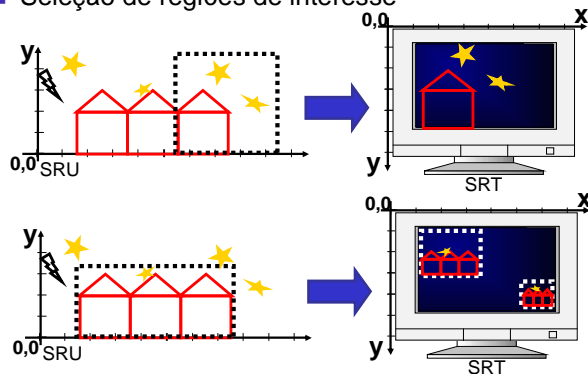 Seleção de regiões de interesse
0,0
x
y
0,0
SRU
y
SRT
0,0
x
y
0,0
SRU
y
SRT